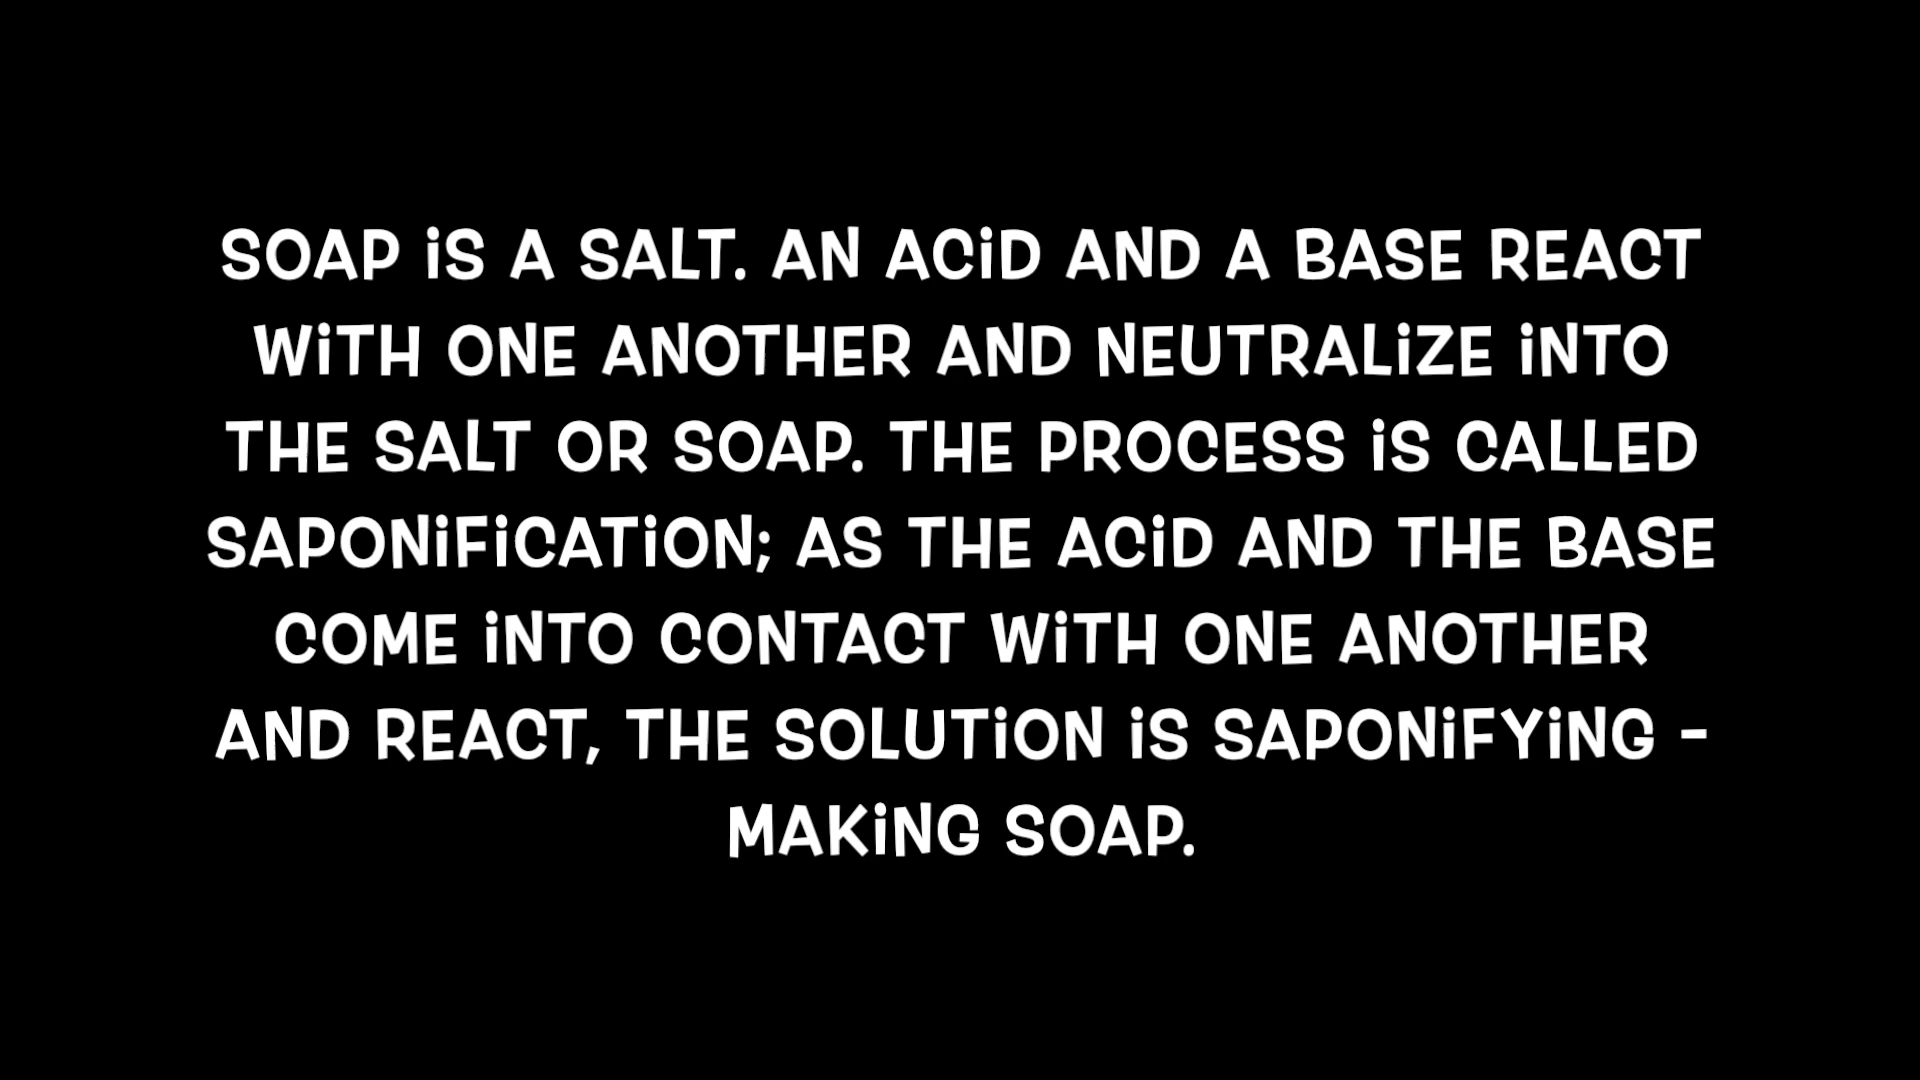 SOAP iS A SALT. AN ACiD AND A BASE REACT
WiTH ONE ANOTHER AND NEUTRALiZE iNTO
THE SALT OR SOAP. THE PROCESS iS CALLED
SAPONiFiCATiON; AS THE ACiD AND THE BASE
COME iNTO CONTACT WiTH ONE ANOTHER
AND REACT, THE SOLUTiON iS SAPONiFYiNG -
MAKiNG SOAP.